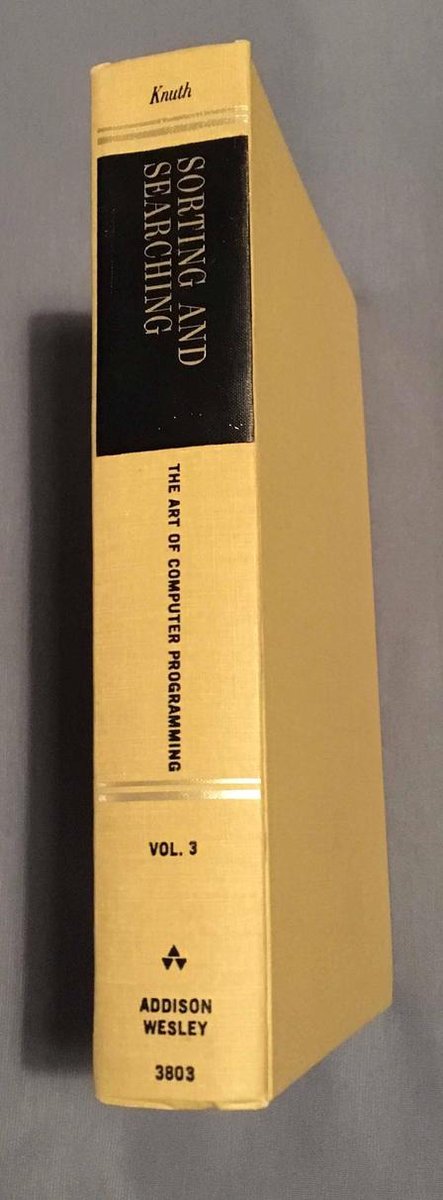 Knuth
SORTING AND
SEARCHING
THE ART OF COMPUTER PROGRAMMING
VOL. 3
ADDISON
WESLEY
3803